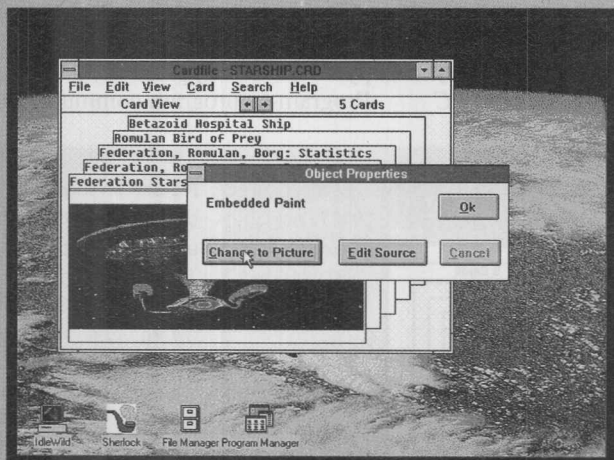 Cardfile - STARSHIP.CRD
File Edit View Card Search Help
Card View 5 Cards
Betazoid Hospital Ship
Romulan Bird of Prey
Federation, Romulan, Borg: Statistics
Federation, Ro
Federation Stars
Object Properties
Embedded Paint
Ok
Change to Picture Edit Source Cancel
IdleWild Sherlock File Manager Program Manager